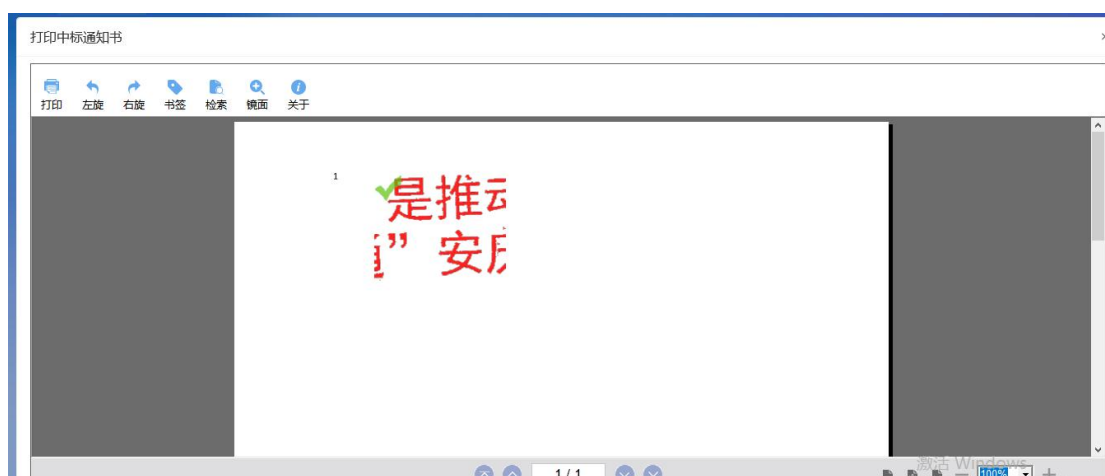 打印中标通知书
打印 左旋 右旋 书签 检索 镜面 关于
1
是推
” 安
1 / 1
激活 Windows
100%